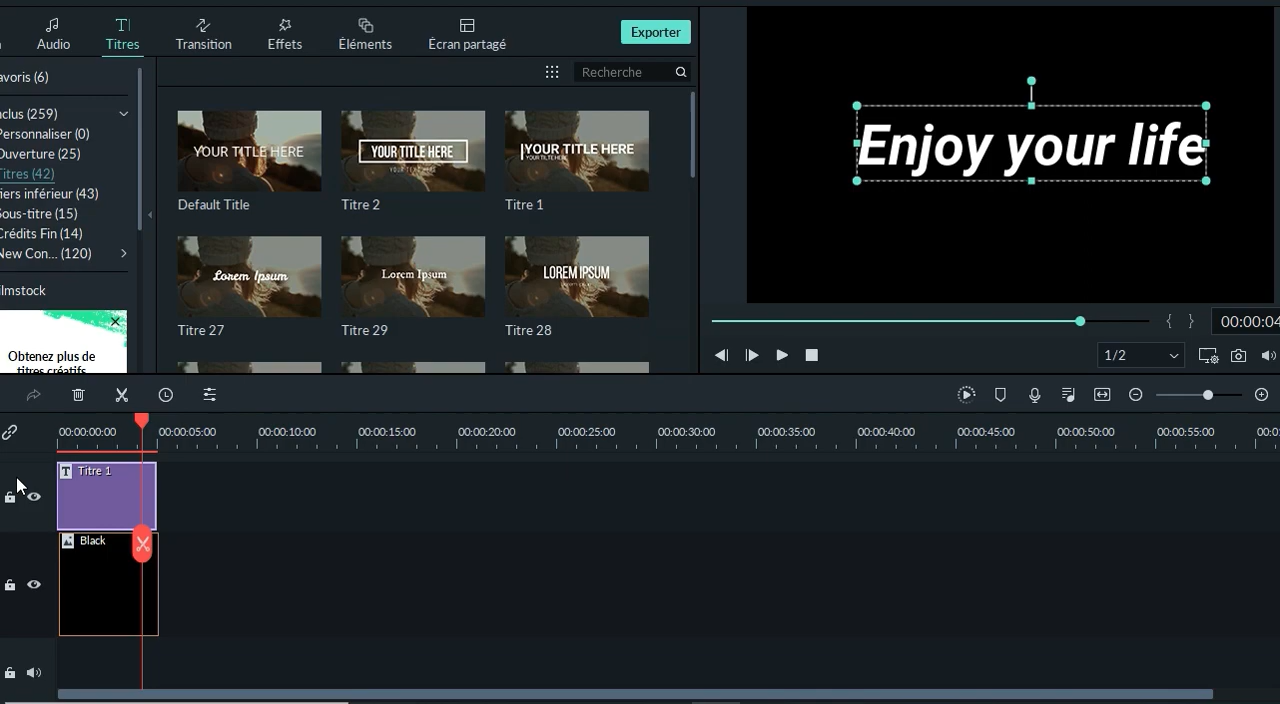 Audio
Titres
Transition
Effets
Éléments
Écran partagé
Exporter
avoris (6)
Recherche
nclus (259)
Personnaliser (0)
Ouverture (25)
Titres (42)
iers inférieur (43)
Sous-titre (15)
Crédits Fin (14)
New Con... (120)
lmstock
Obtenez plus de
titres créatifs
YOUR TITLE HERE
Default Title
YOUR TITLE HERE
Titre 2
YOUR TITLE HERE
YOUR TITLE HERE
Titre 1
Lorem Ipsum
Titre 27
Lorem Ipsum
Titre 29
LOREM IPSUM
Titre 28
Enjoy your life
{ }
00:00:04
1/2
00:00:00:00
00:00:05:00
00:00:10:00
00:00:15:00
00:00:20:00
00:00:25:00
00:00:30:00
00:00:35:00
00:00:40:00
00:00:45:00
00:00:50:00
00:00:55:00
00:0
T Titre 1
Black